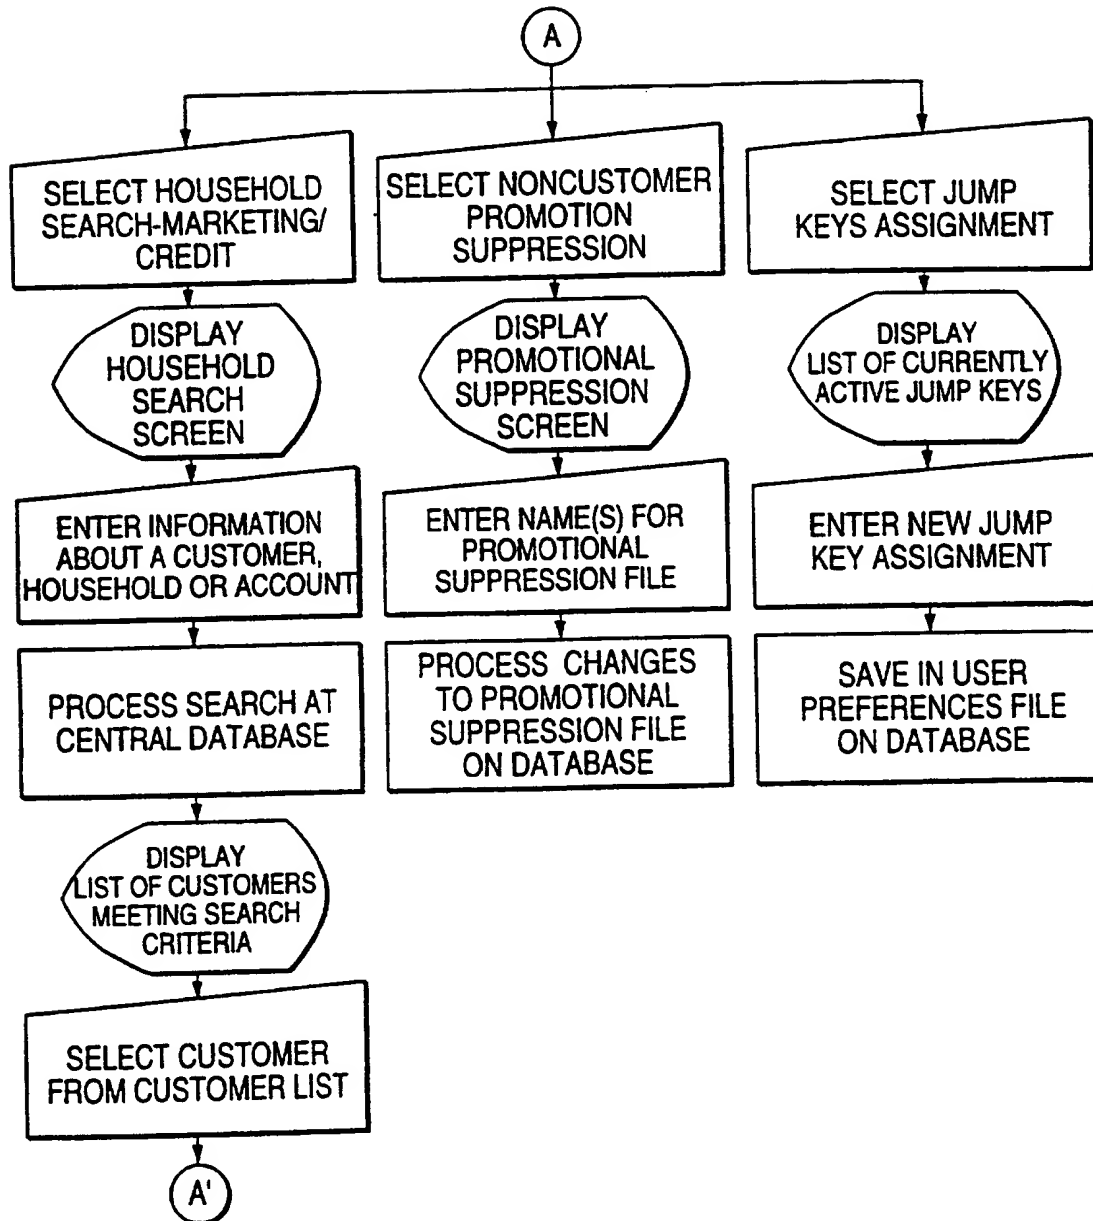 A
SELECT HOUSEHOLD
SEARCH-MARKETING/
CREDIT
DISPLAY
HOUSEHOLD
SEARCH
SCREEN
ENTER INFORMATION
ABOUT A CUSTOMER,
HOUSEHOLD OR ACCOUNT
PROCESS SEARCH AT
CENTRAL DATABASE
DISPLAY
LIST OF CUSTOMERS
MEETING SEARCH
CRITERIA
SELECT CUSTOMER
FROM CUSTOMER LIST
A'
SELECT NONCUSTOMER
PROMOTION
SUPPRESSION
DISPLAY
PROMOTIONAL
SUPPRESSION
SCREEN
ENTER NAME(S) FOR
PROMOTIONAL
SUPPRESSION FILE
PROCESS CHANGES
TO PROMOTIONAL
SUPPRESSION FILE
ON DATABASE
SELECT JUMP
KEYS ASSIGNMENT
DISPLAY
LIST OF CURRENTLY
ACTIVE JUMP KEYS
ENTER NEW JUMP
KEY ASSIGNMENT
SAVE IN USER
PREFERENCES FILE
ON DATABASE